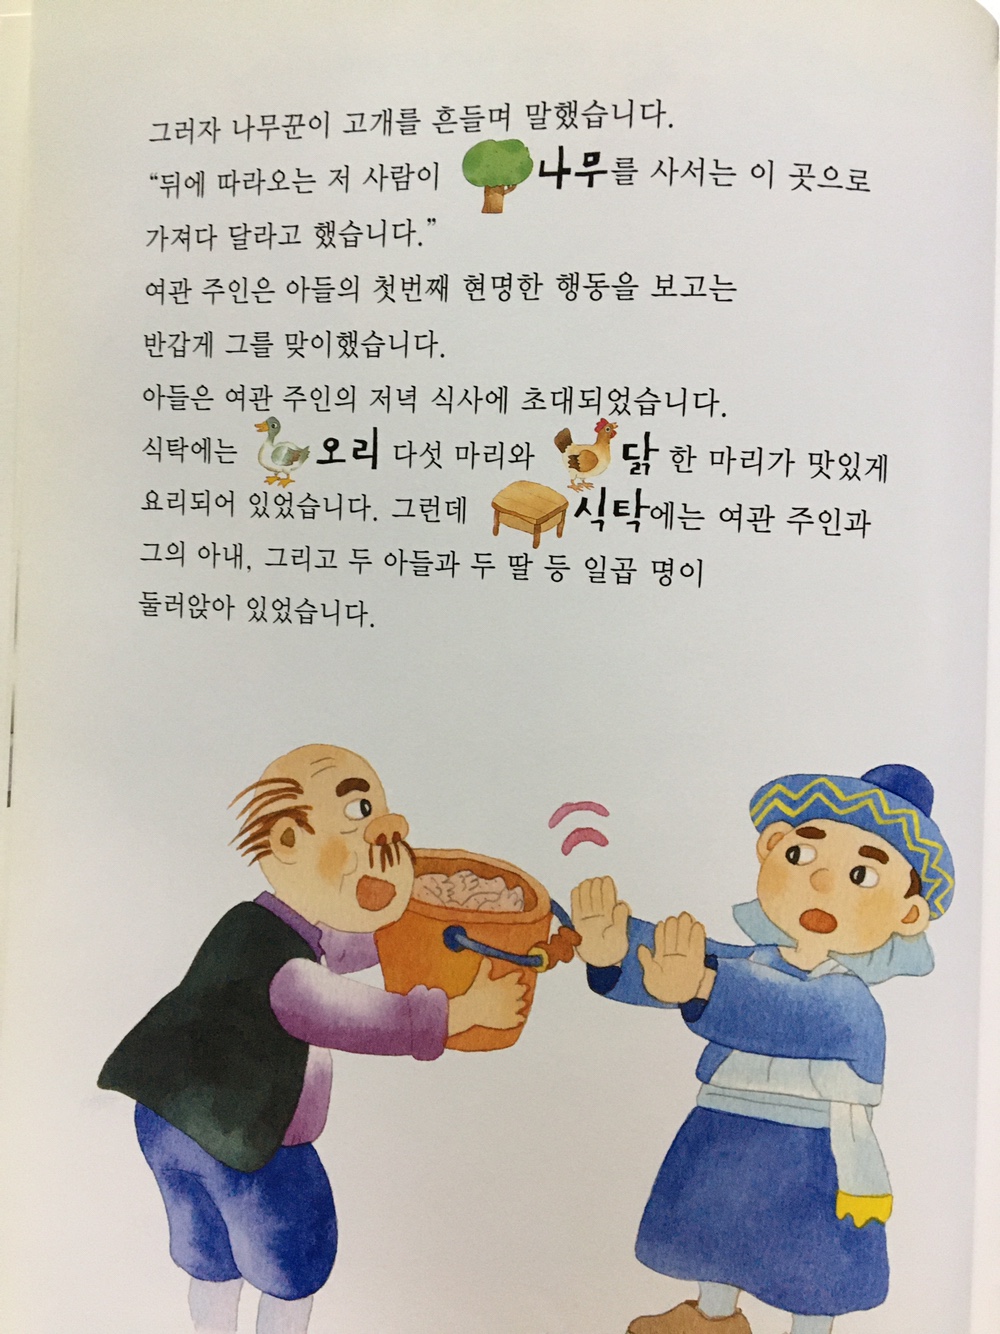 그러자 나무꾼이 고개를 흔들며 말했습니다.
“뒤에 따라오는 저 사람이 나무를 사서는 이 곳으로
가져다 달라고 했습니다.”
여관 주인은 아들의 첫번째 현명한 행동을 보고는
반갑게 그를 맞이했습니다.
아들은 여관 주인의 저녁 식사에 초대되었습니다.
식탁에는 오리 다섯 마리와 닭 한 마리가 맛있게
요리되어 있었습니다. 그런데 식탁에는 여관 주인과
그의 아내, 그리고 두 아들과 두 딸 등 일곱 명이
둘러앉아 있었습니다.